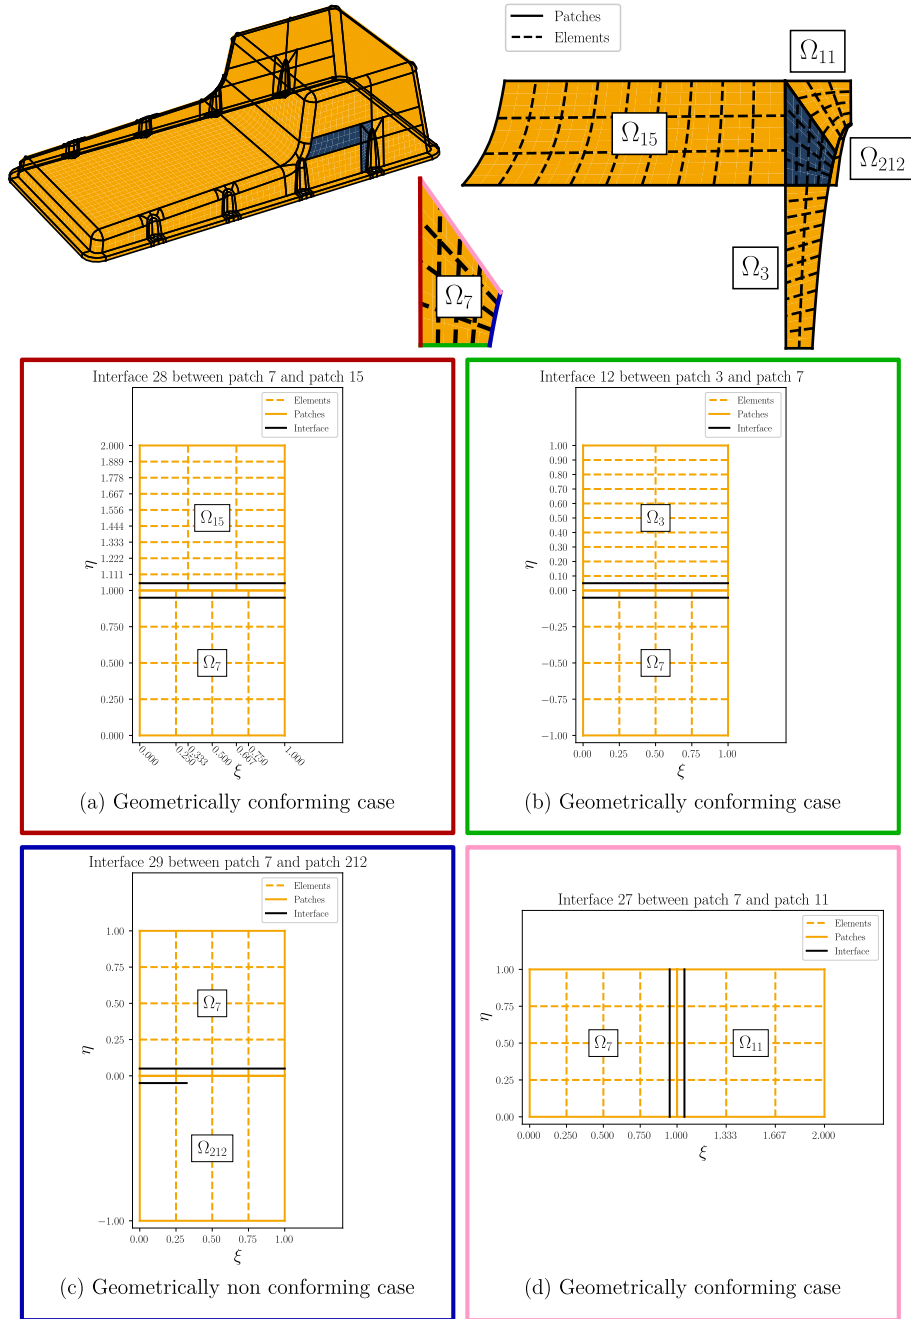 Patches
Elements
Ω11
Ω15
Ω212
Ω3
Ω7
Interface 28 between patch 7 and patch 15
Elements
Patches
Interface
2.000
1.889
1.778
1.667
1.556
1.444
1.333
1.222
1.111
1.000
0.750
0.500
0.250
0.000
η
Ω15
Ω7
0.000
0.250
0.333
0.500
0.667
0.750
1.000
ξ
(a) Geometrically conforming case
Interface 12 between patch 3 and patch 7
Elements
Patches
Interface
1.00
0.90
0.80
0.70
0.60
0.50
0.40
0.30
0.20
0.10
0.00
−0.25
−0.50
−0.75
−1.00
η
Ω3
Ω7
0.00 0.25 0.50 0.75 1.00
ξ
(b) Geometrically conforming case
Interface 29 between patch 7 and patch 212
Elements
Patches
Interface
1.00
0.75
0.50
0.25
0.00
−1.00
η
Ω7
Ω212
0.00 0.25 0.50 0.75 1.00
ξ
(c) Geometrically non conforming case
Interface 27 between patch 7 and patch 11
Elements
Patches
Interface
1.00
0.75
0.50
0.25
0.00
η
Ω7
Ω11
0.000 0.250 0.500 0.750 1.000 1.333 1.667 2.000
ξ
(d) Geometrically conforming case